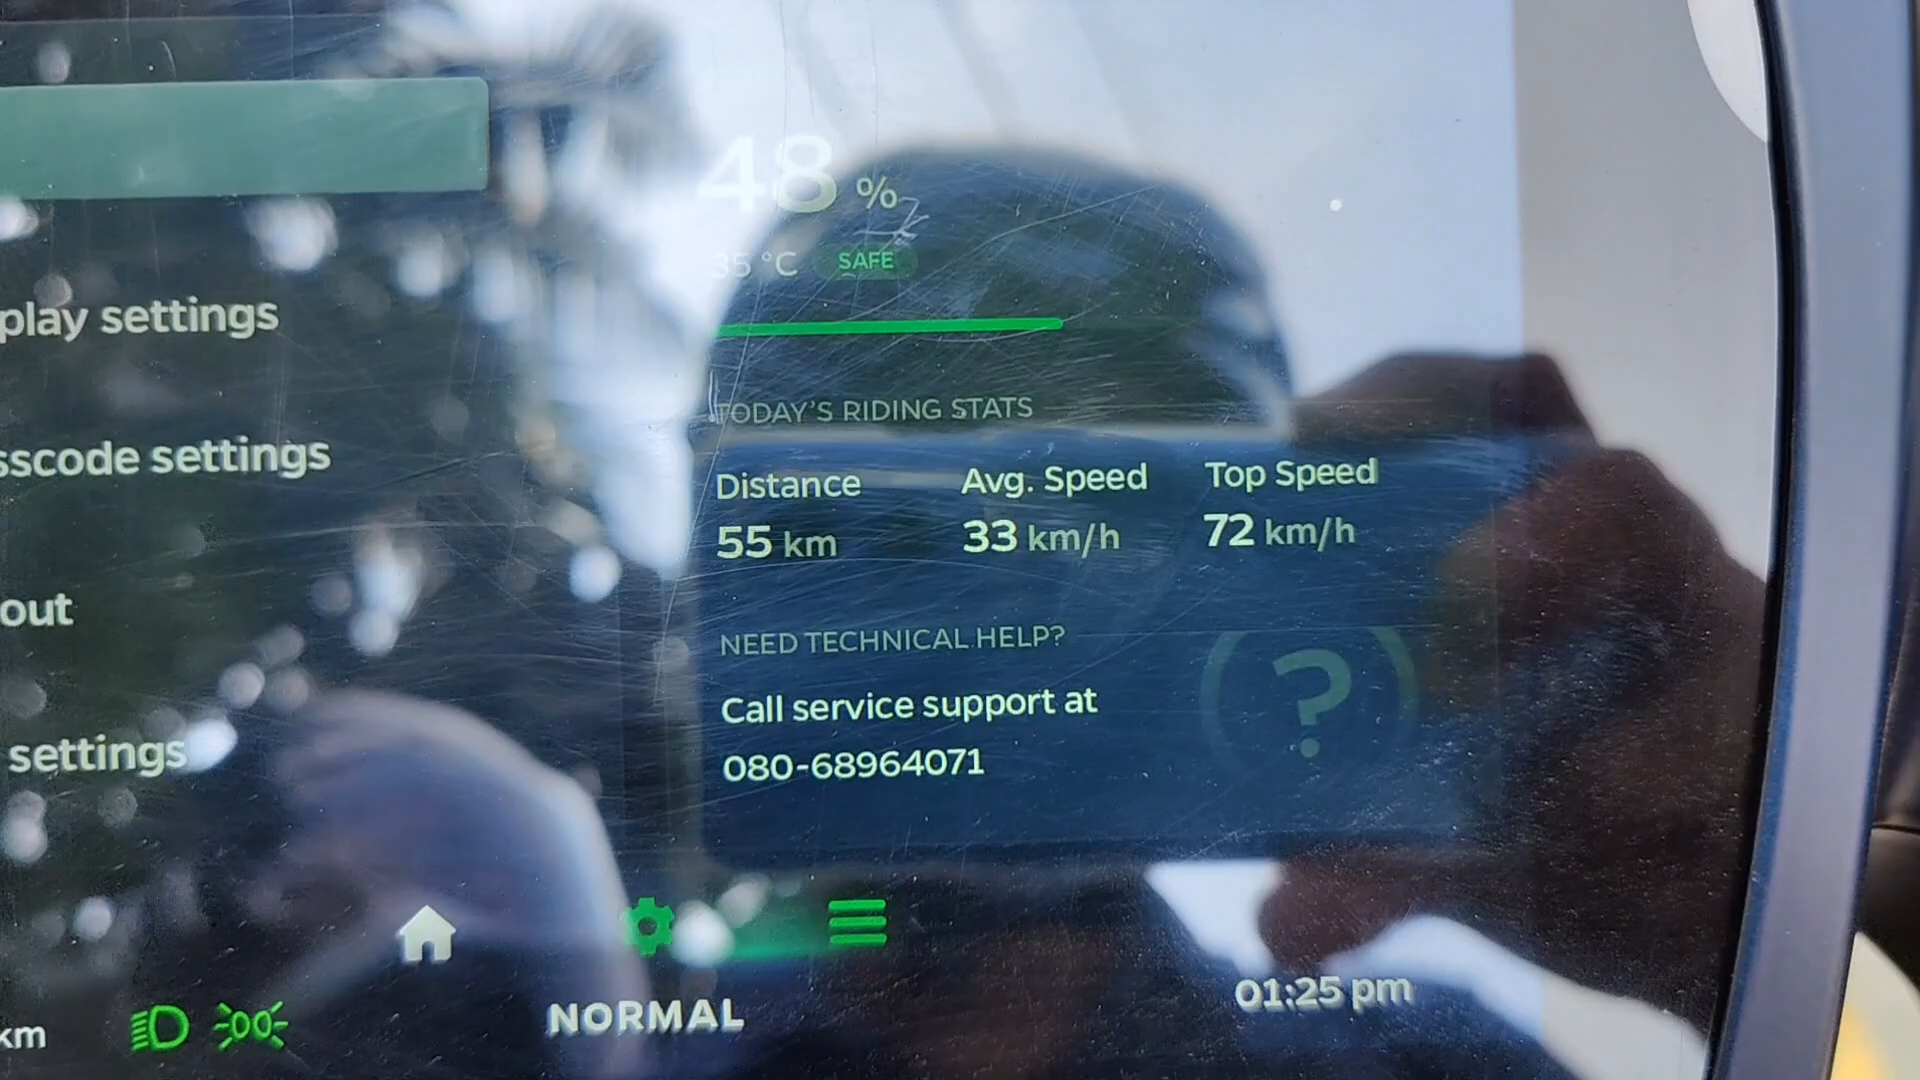 48 %
35 °C SAFE
play settings
TODAY'S RIDING STATS
sscode settings
Distance Avg. Speed Top Speed
55 km 33 km/h 72 km/h
out
NEED TECHNICAL HELP?
?
Call service support at
settings
080-68964071
01:25 pm
NORMAL
km